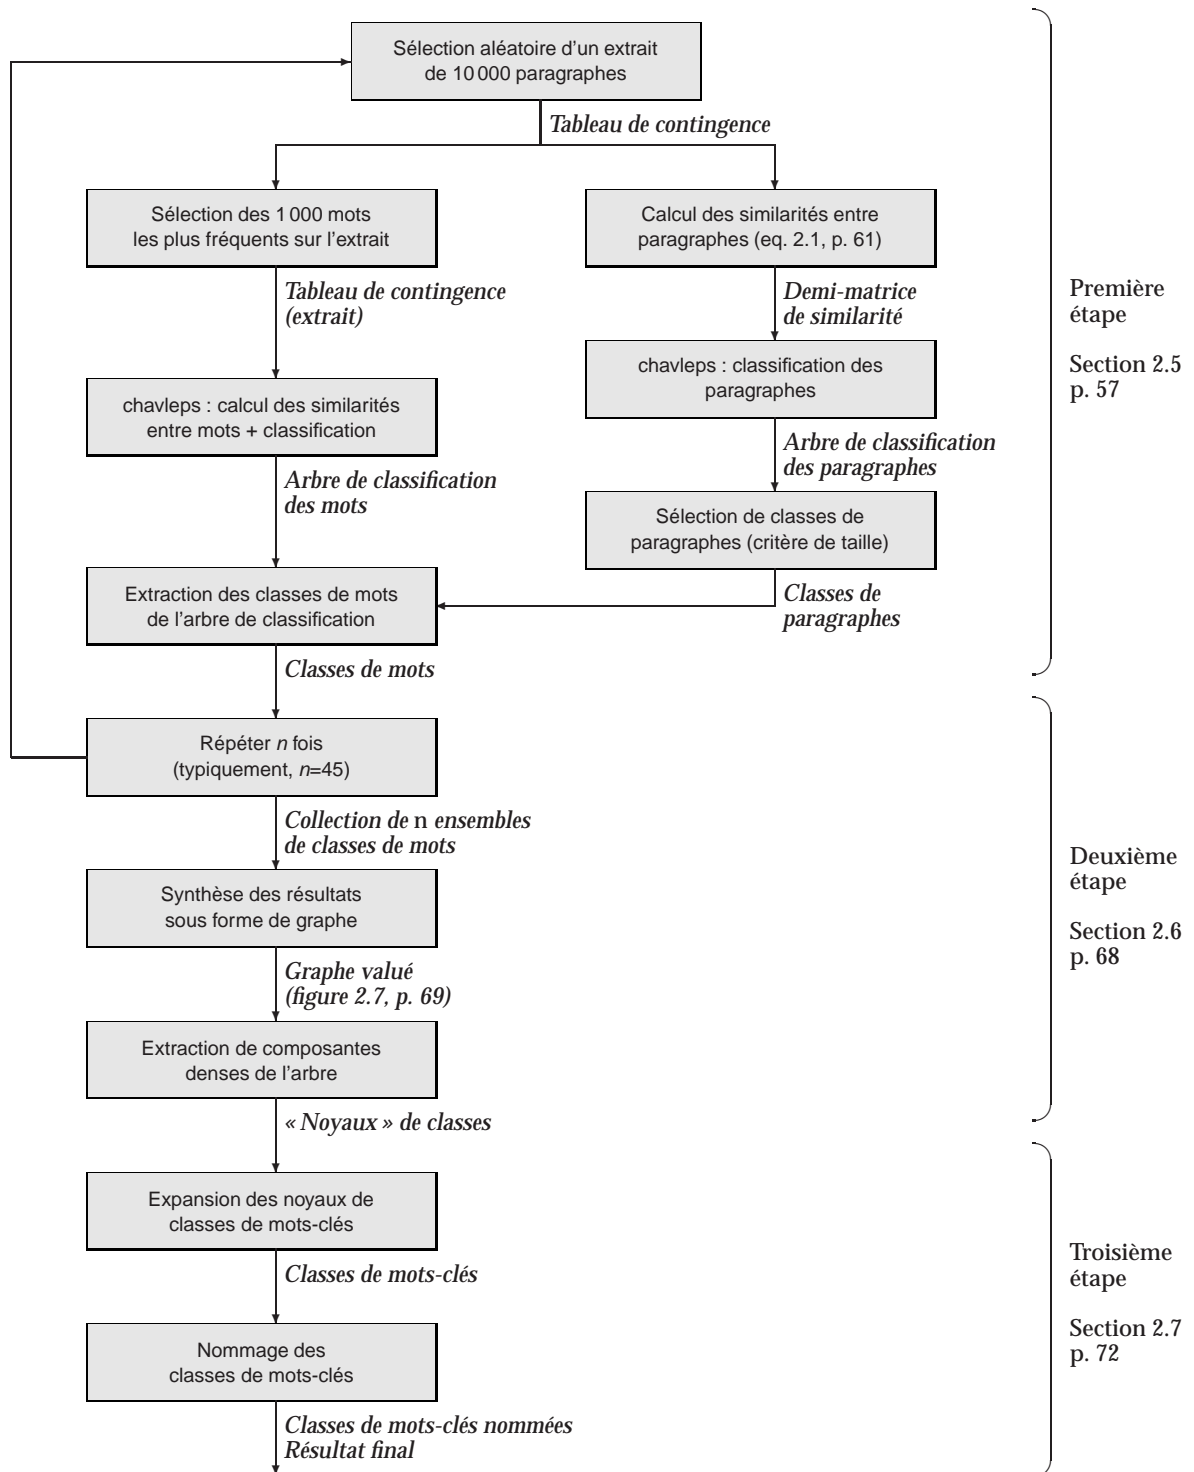 Sélection aléatoire d'un extrait
de 10 000 paragraphes
Tableau de contingence
Sélection des 1 000 mots
les plus fréquents sur l'extrait
Calcul des similarités entre
paragraphes (eq. 2.1, p. 61)
Tableau de contingence
(extrait)
Demi-matrice
de similarité
chavleps : classification des
paragraphes
chavleps : calcul des similarités
entre mots + classification
Arbre de classification
des paragraphes
Arbre de classification
des mots
Sélection de classes de
paragraphes (critère de taille)
Extraction des classes de mots
de l'arbre de classification
Classes de
paragraphes
Classes de mots
Première
étape
Section 2.5
p. 57
Répéter n fois
(typiquement, n=45)
Collection de n ensembles
de classes de mots
Synthèse des résultats
sous forme de graphe
Graphe valué
(figure 2.7, p. 69)
Extraction de composantes
denses de l'arbre
« Noyaux » de classes
Deuxième
étape
Section 2.6
p. 68
Expansion des noyaux de
classes de mots-clés
Classes de mots-clés
Nommage des
classes de mots-clés
Classes de mots-clés nommées
Résultat final
Troisième
étape
Section 2.7
p. 72